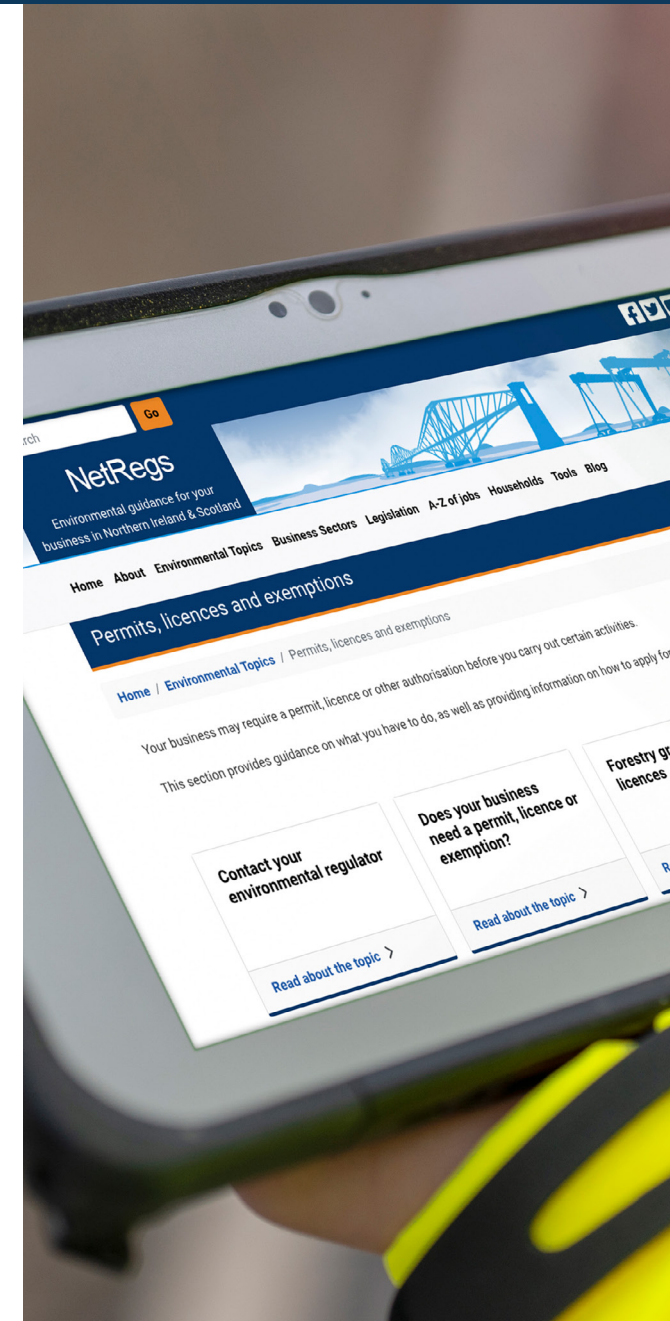 Go
NetRegs
Environmental guidance for your
business in Northern Ireland & Scotland
Home About Environmental Topics Business Sectors Legislation A-Z of jobs Households Tools Blog
Permits, licences and exemptions
Home / Environmental Topics / Permits, licences and exemptions
Your business may require a permit, licence or other authorisation before you carry out certain activities.
This section provides guidance on what you have to do, as well as providing information on how to apply for
Contact your
environmental regulator
Read about the topic
Does your business
need a permit, licence or
exemption?
Read about the topic
Forestry
licences